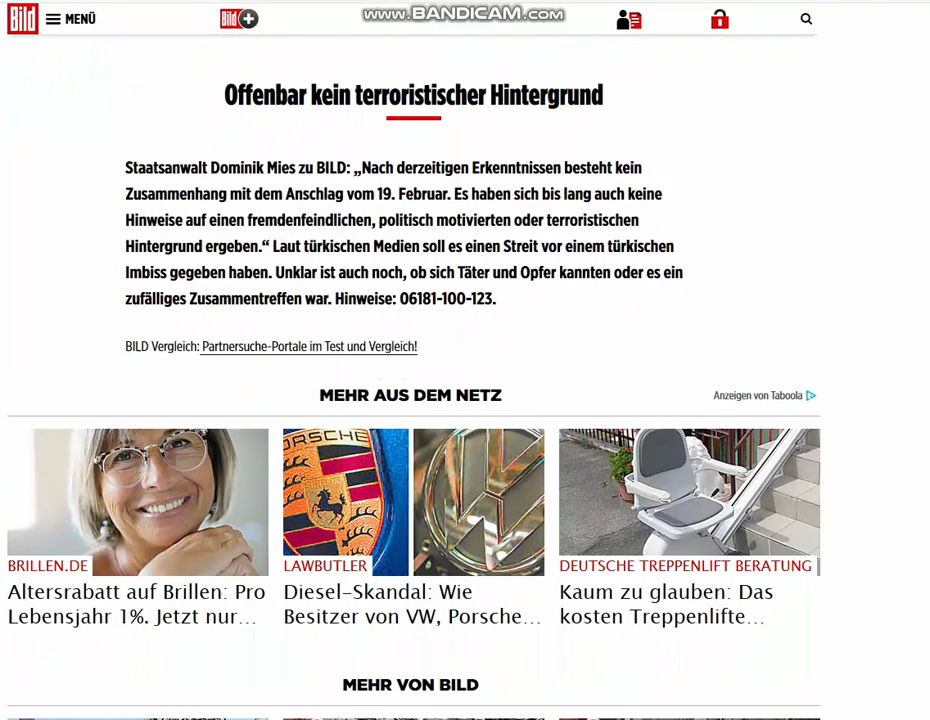 Bild
MENÜ
Bild +
www.BANDICAM.com
Offenbar kein terroristischer Hintergrund
Staatsanwalt Dominik Mies zu BILD: „Nach derzeitigen Erkenntnissen besteht kein
Zusammenhang mit dem Anschlag vom 19. Februar. Es haben sich bis lang auch keine
Hinweise auf einen fremdenfeindlichen, politisch motivierten oder terroristischen
Hintergrund ergeben.“ Laut türkischen Medien soll es einen Streit vor einem türkischen
Imbiss gegeben haben. Unklar ist auch noch, ob sich Täter und Opfer kannten oder es ein
zufälliges Zusammentreffen war. Hinweise: 06181-100-123.
BILD Vergleich: Partnersuche-Portale im Test und Vergleich!
MEHR AUS DEM NETZ
Anzeigen von Taboola
PORSCHE
STUTTGART
BRILLEN.DE
LAWBUTLER
DEUTSCHE TREPPENLIFT BERATUNG
Altersrabatt auf Brillen: Pro
Lebensjahr 1%. Jetzt nur...
Diesel-Skandal: Wie
Besitzer von VW, Porsche...
Kaum zu glauben: Das
kosten Treppenlifte...
MEHR VON BILD